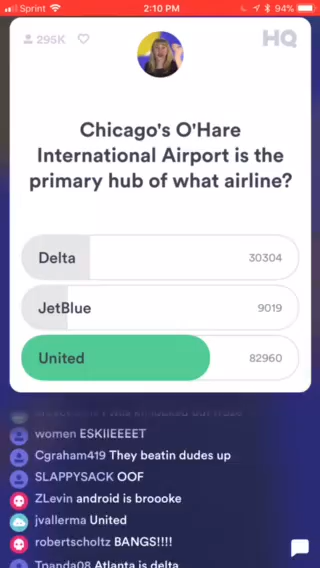 Sprint 2:10 PM 94%
295K HQ
Chicago's O'Hare
International Airport is the
primary hub of what airline?
Delta 30304
JetBlue 9019
United 82960
women ESKIIEEEET
Cgraham419 They beatin dudes up
SLAPPYSACK OOF
ZLevin android is broooke
jvallerma United
robertscholtz BANGS!!!!
Tpanda08 Atlanta is delta